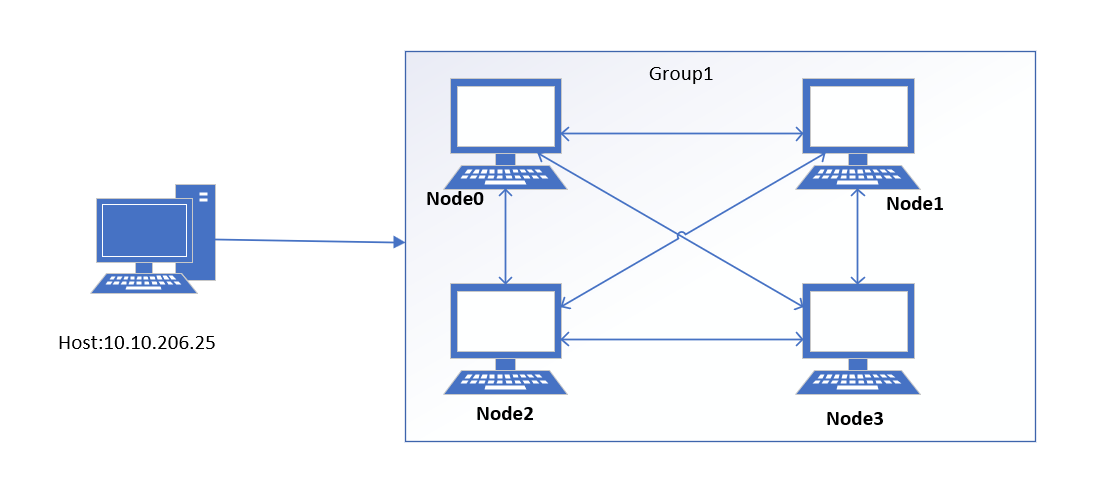 Group1
Node0
Node1
Host:10.10.206.25
Node2
Node3